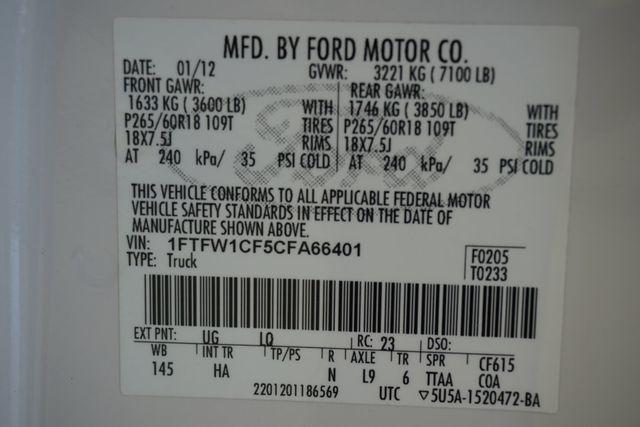 MFD. BY FORD MOTOR CO.
DATE: 01/12 GVWR: 3221 KG ( 7100 LB)
FRONT GAWR: REAR GAWR:
1633 KG ( 3600 LB) WITH 1746 KG ( 3850 LB) WITH
P265/60R18 109T TIRES P265/60R18 109T TIRES
18X7.5J RIMS 18X7.5J RIMS
AT 240 kPa/ 35 PSI COLD AT 240 kPa/ 35 PSI COLD
Ford
THIS VEHICLE CONFORMS TO ALL APPLICABLE FEDERAL MOTOR
VEHICLE SAFETY STANDARDS IN EFFECT ON THE DATE OF
MANUFACTURE SHOWN ABOVE.
VIN: 1FTFW1CF5CFA66401 F0205
TYPE: Truck T0233
EXT PNT: UG LQ RC: 23 DSO:
WB INT TR TP/PS R AXLE TR SPR CF615
145 HA N L9 6 TTAA COA
2201201186569 UTC ▽5U5A-1520472-BA